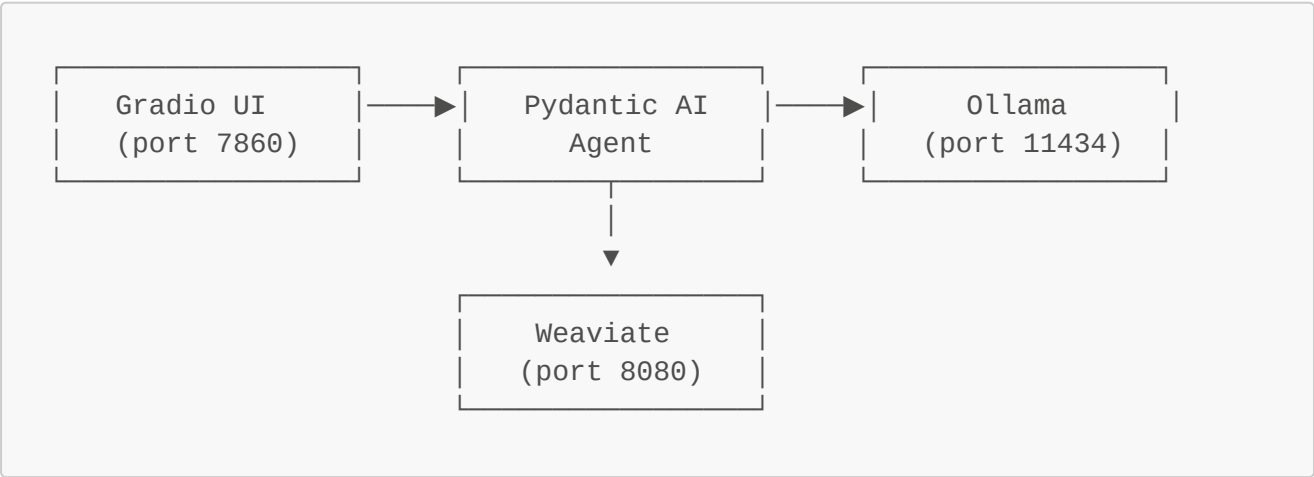 Gradio UI
(port 7860)
Pydantic AI
Agent
Ollama
(port 11434)
Weaviate
(port 8080)